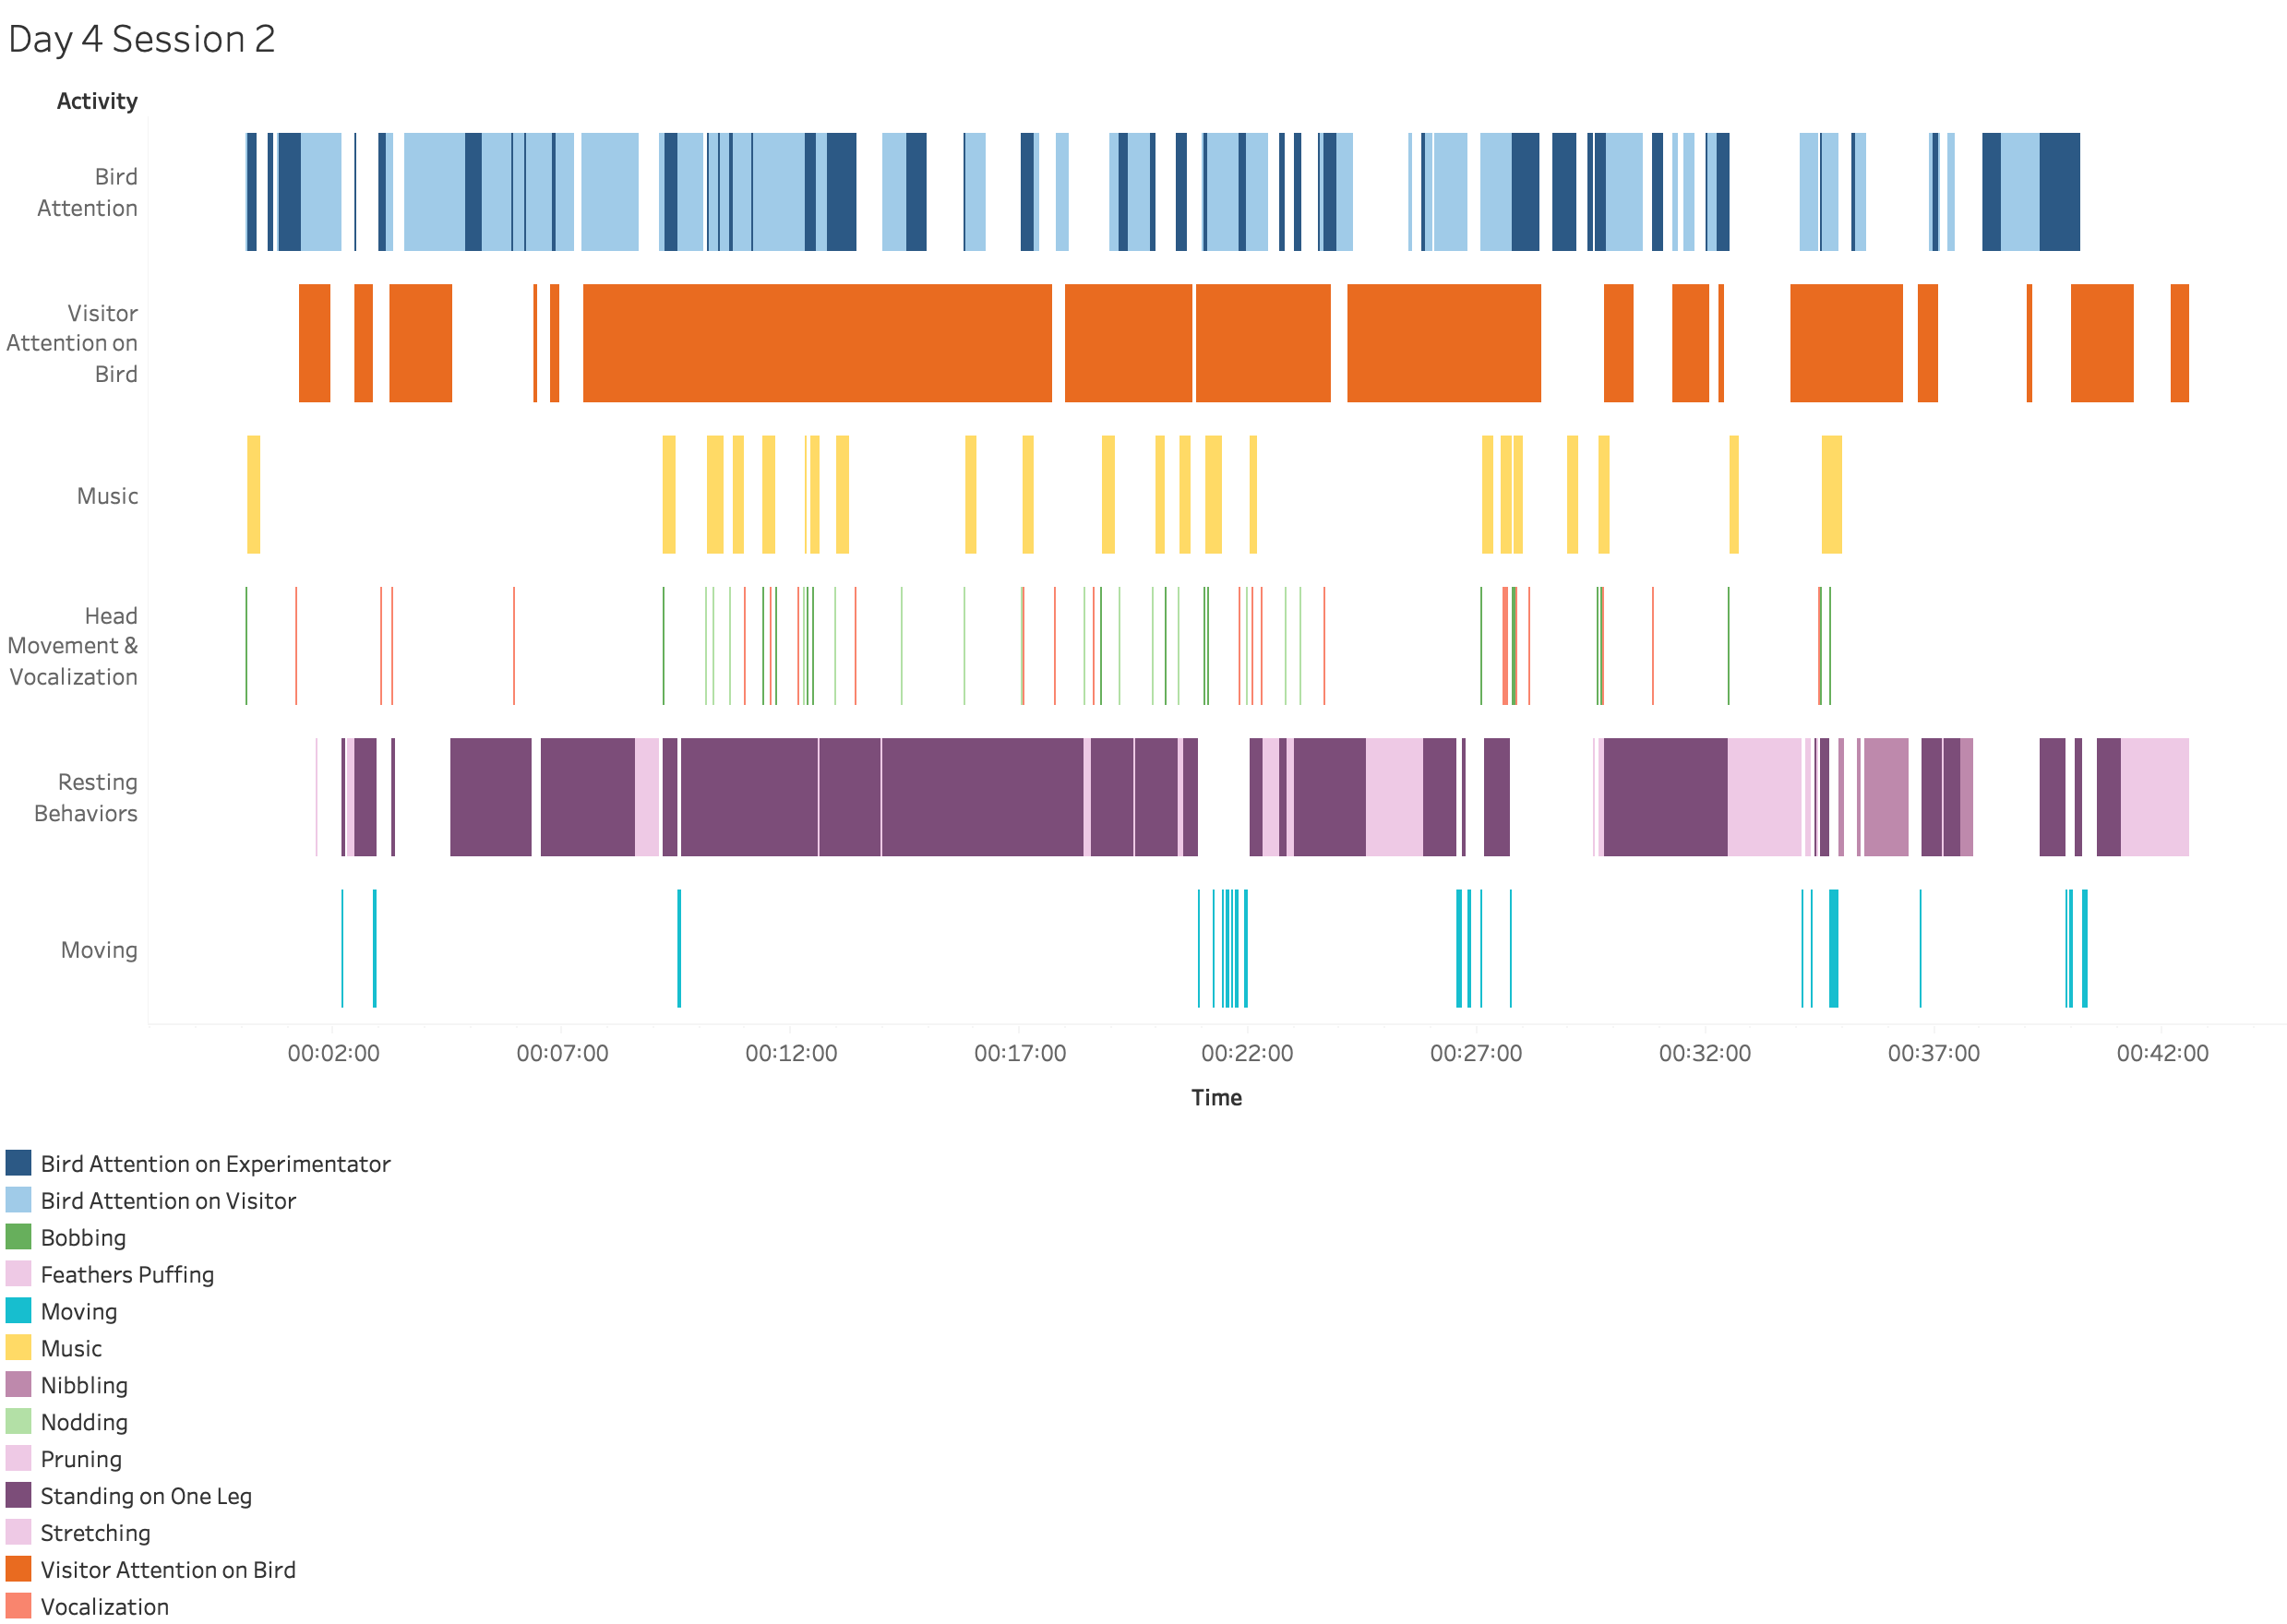 Day 4 Session 2
Activity
Bird
Attention
Visitor
Attention on
Bird
Music
Head
Movement &
Vocalization
Resting
Behaviors
Moving
00:02:00 00:07:00 00:12:00 00:17:00 00:22:00 00:27:00 00:32:00 00:37:00 00:42:00
Time
Bird Attention on Experimentator
Bird Attention on Visitor
Bobbing
Feathers Puffing
Moving
Music
Nibbling
Nodding
Pruning
Standing on One Leg
Stretching
Visitor Attention on Bird
Vocalization